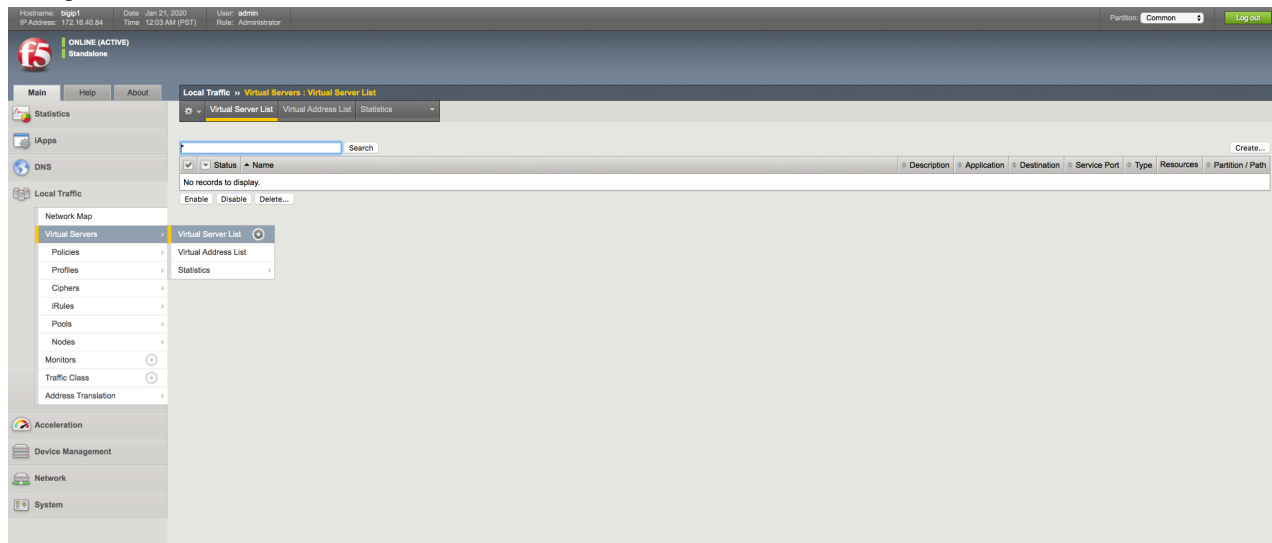 Hostname: bigip1 Date Jan 21, 2020 User: admin
IP Address: 172.16.40.84 Time 12:03 AM (PST) Role: Administrator
Partition: Common Log out
f5
ONLINE (ACTIVE)
Standalone
Main Help About
Local Traffic » Virtual Servers : Virtual Server List
Virtual Server List Virtual Address List Statistics
Statistics
iApps
DNS
Local Traffic
Network Map
Virtual Servers
Policies
Profiles
Ciphers
iRules
Pools
Nodes
Monitors
Traffic Class
Address Translation
Acceleration
Device Management
Network
System
Virtual Server List
Virtual Address List
Statistics
* Search Create...
Status Name Description Application Destination Service Port Type Resources Partition / Path
No records to display.
Enable Disable Delete...